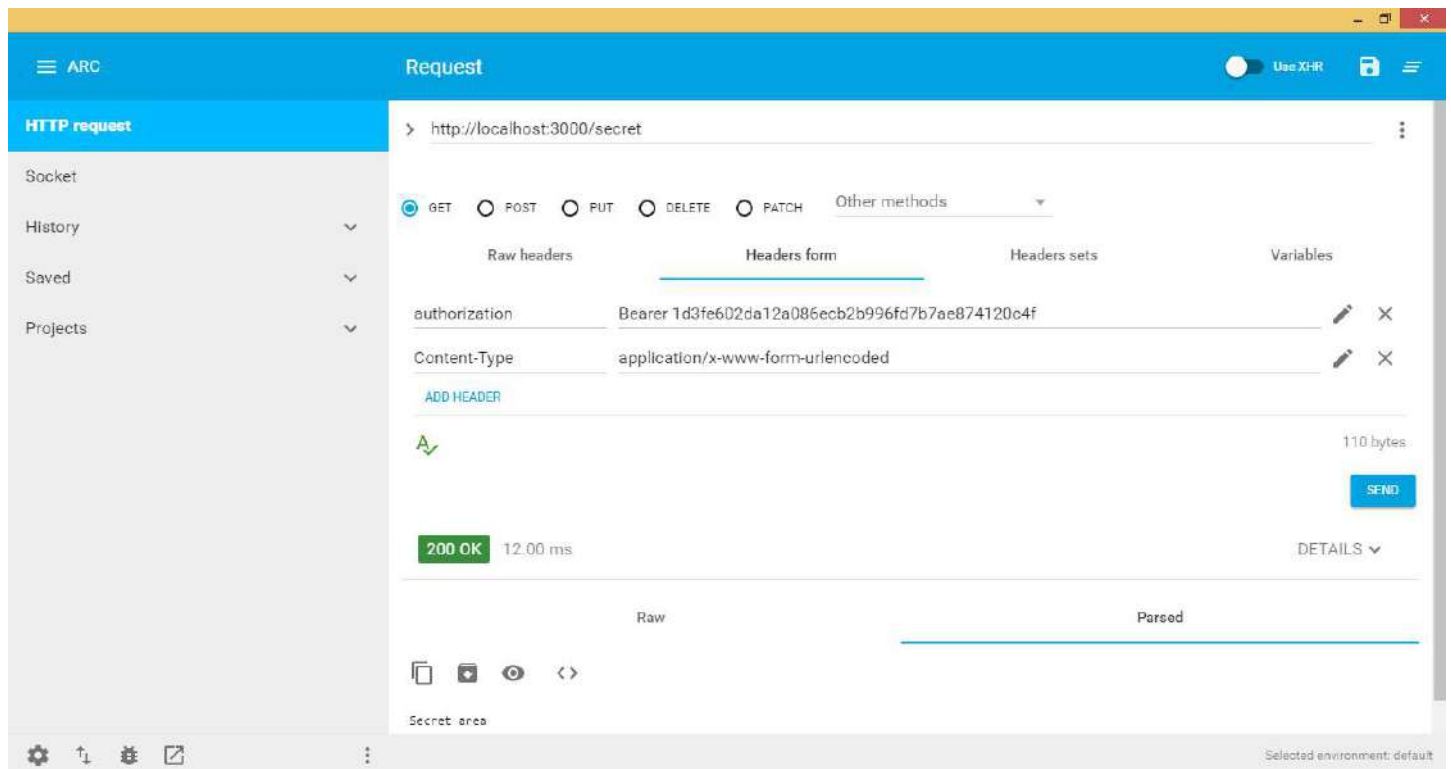 ARC
Request
Use XHR
HTTP request
http://localhost:3000/secret
Socket
GET POST PUT DELETE PATCH Other methods
History
Raw headers Headers form Headers sets Variables
Saved
authorization Bearer 1d3fe602da12a086ecb2b996fd7b7ae874120c4f
Projects
Content-Type application/x-www-form-urlencoded
ADD HEADER
110 bytes
SEND
200 OK 12.00 ms DETAILS
Raw Parsed
Secret area
Selected environment: default